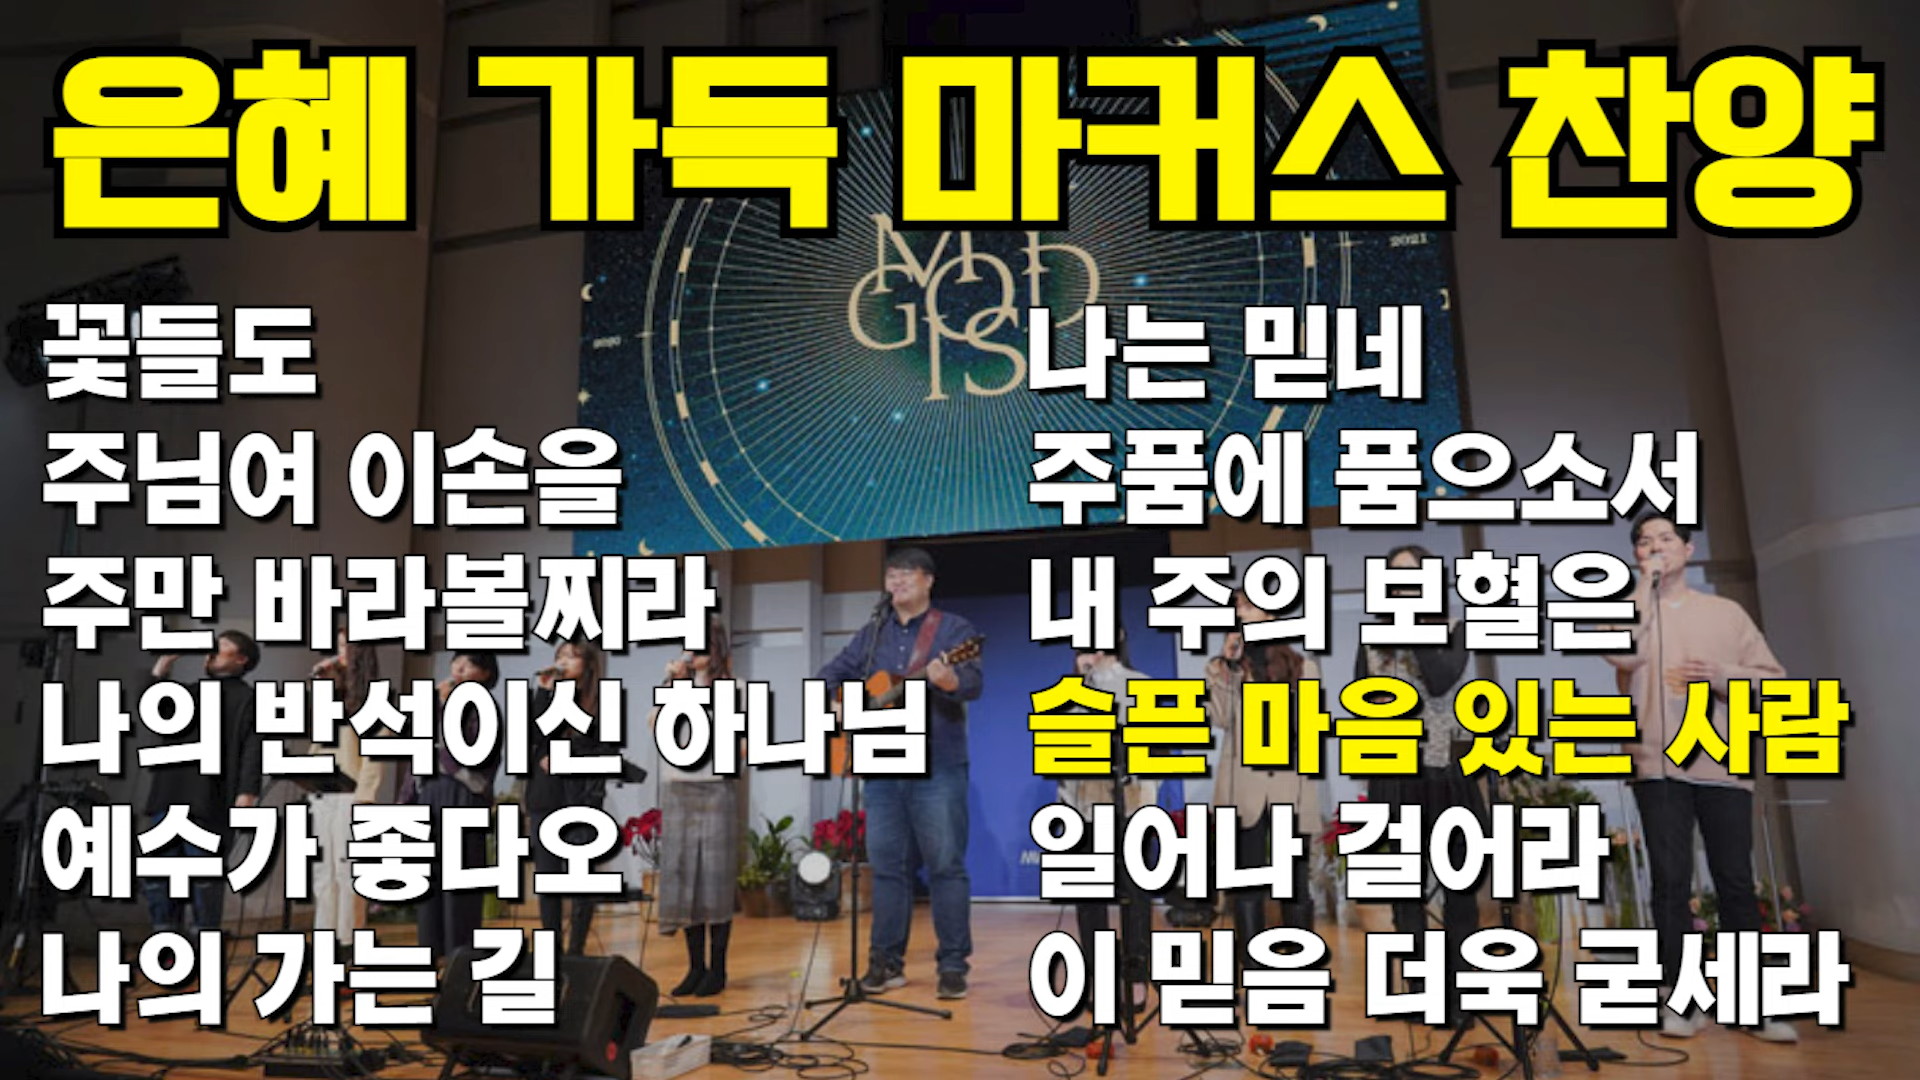 은혜 가득 마커스 찬양
꽃들도
주님여 이손을
주만 바라볼찌라
나의 반석이신 하나님
예수가 좋다오
나의 가는 길
나는 믿네
주품에 품으소서
내 주의 보혈은
슬픈 마음 있는 사람
일어나 걸어라
이 믿음 더욱 굳세라
GOD
IS
2020
2021